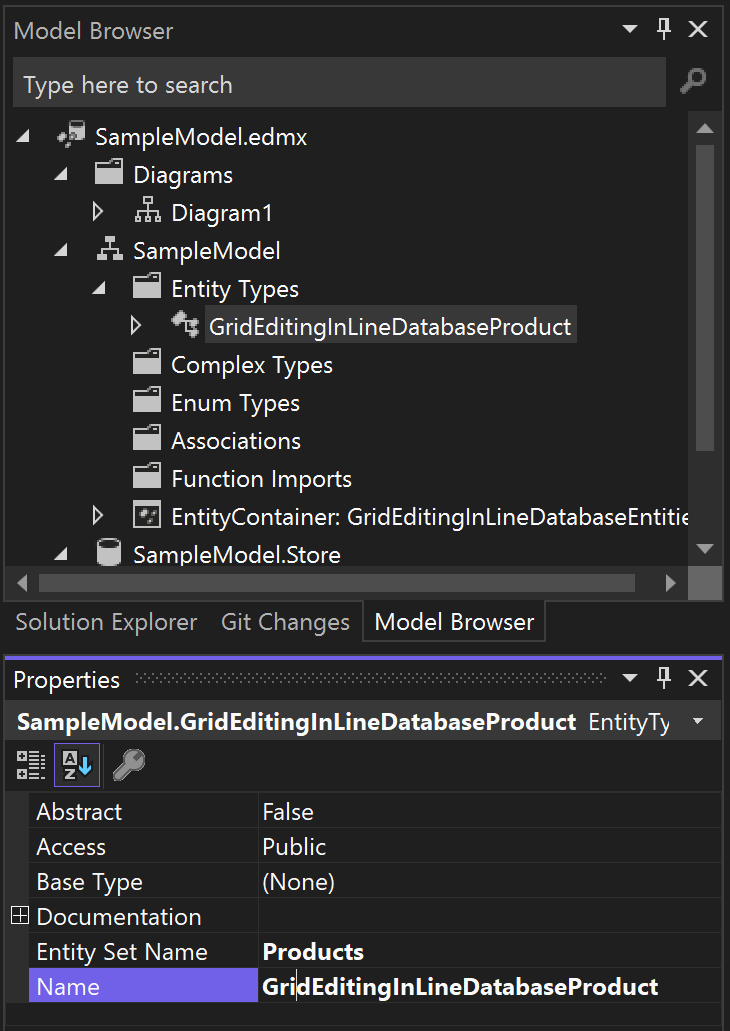 Model Browser
Type here to search
SampleModel.edmx
Diagrams
Diagram1
SampleModel
Entity Types
GridEditingInLineDatabaseProduct
Complex Types
Enum Types
Associations
Function Imports
EntityContainer: GridEditingInLineDatabaseEntitie
SampleModel.Store
Solution Explorer Git Changes Model Browser
Properties
SampleModel.GridEditingInLineDatabaseProduct EntityTy
Abstract False
Access Public
Base Type (None)
Documentation
Entity Set Name Products
Name GridEditingInLineDatabaseProduct